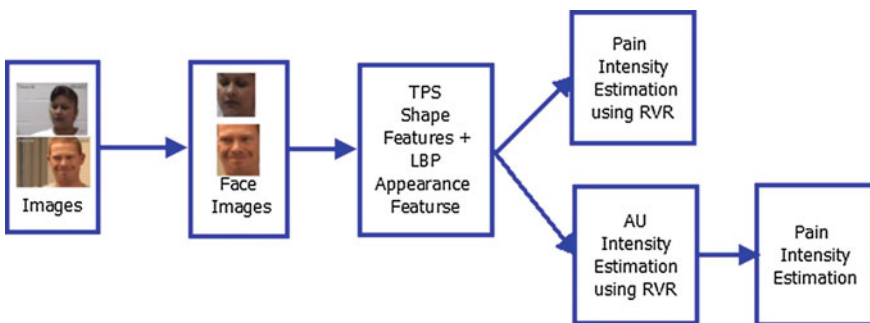 Images
Face
Images
TPS
Shape
Features +
LBP
Appearance
Featurse
Pain
Intensity
Estimation
using RVR
AU
Intensity
Estimation
using RVR
Pain
Intensity
Estimation